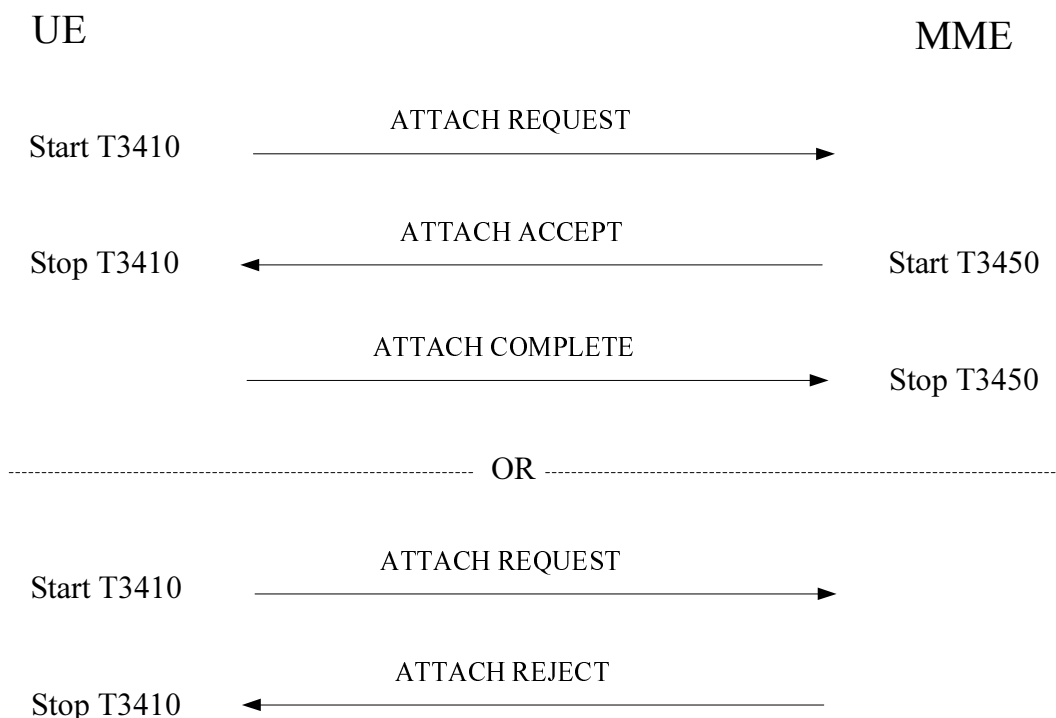 UE
MME
ATTACH REQUEST
Start T3410
ATTACH ACCEPT
Stop T3410
Start T3450
ATTACH COMPLETE
Stop T3450
OR
ATTACH REQUEST
Start T3410
ATTACH REJECT
Stop T3410